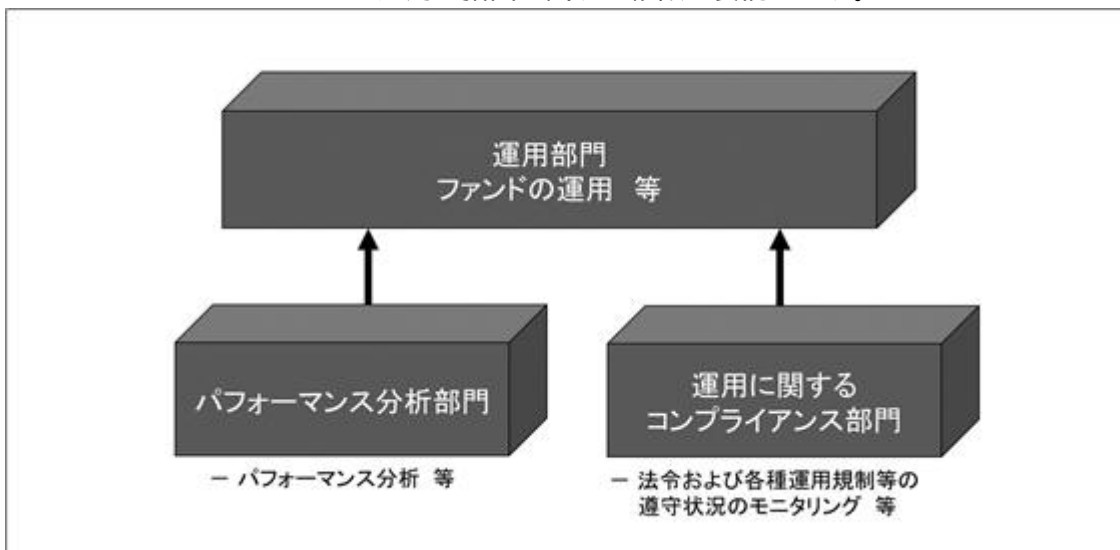 運用部門
ファンドの運用 等
パフォーマンス分析部門
－ パフォーマンス分析 等
運用に関する
コンプライアンス部門
－ 法令および各種運用規制等の
遵守状況のモニタリング 等